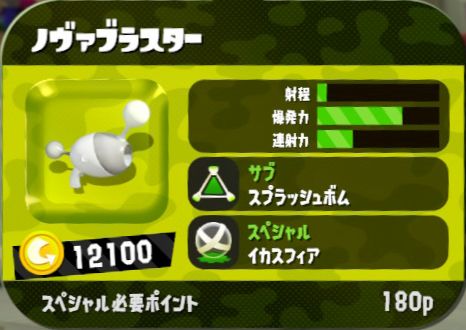 ノヴァブラスター
射程
爆発力
連射力
サブ
スプラッシュボム
スペシャル
イカスフィア
12100
スペシャル必要ポイント 180p